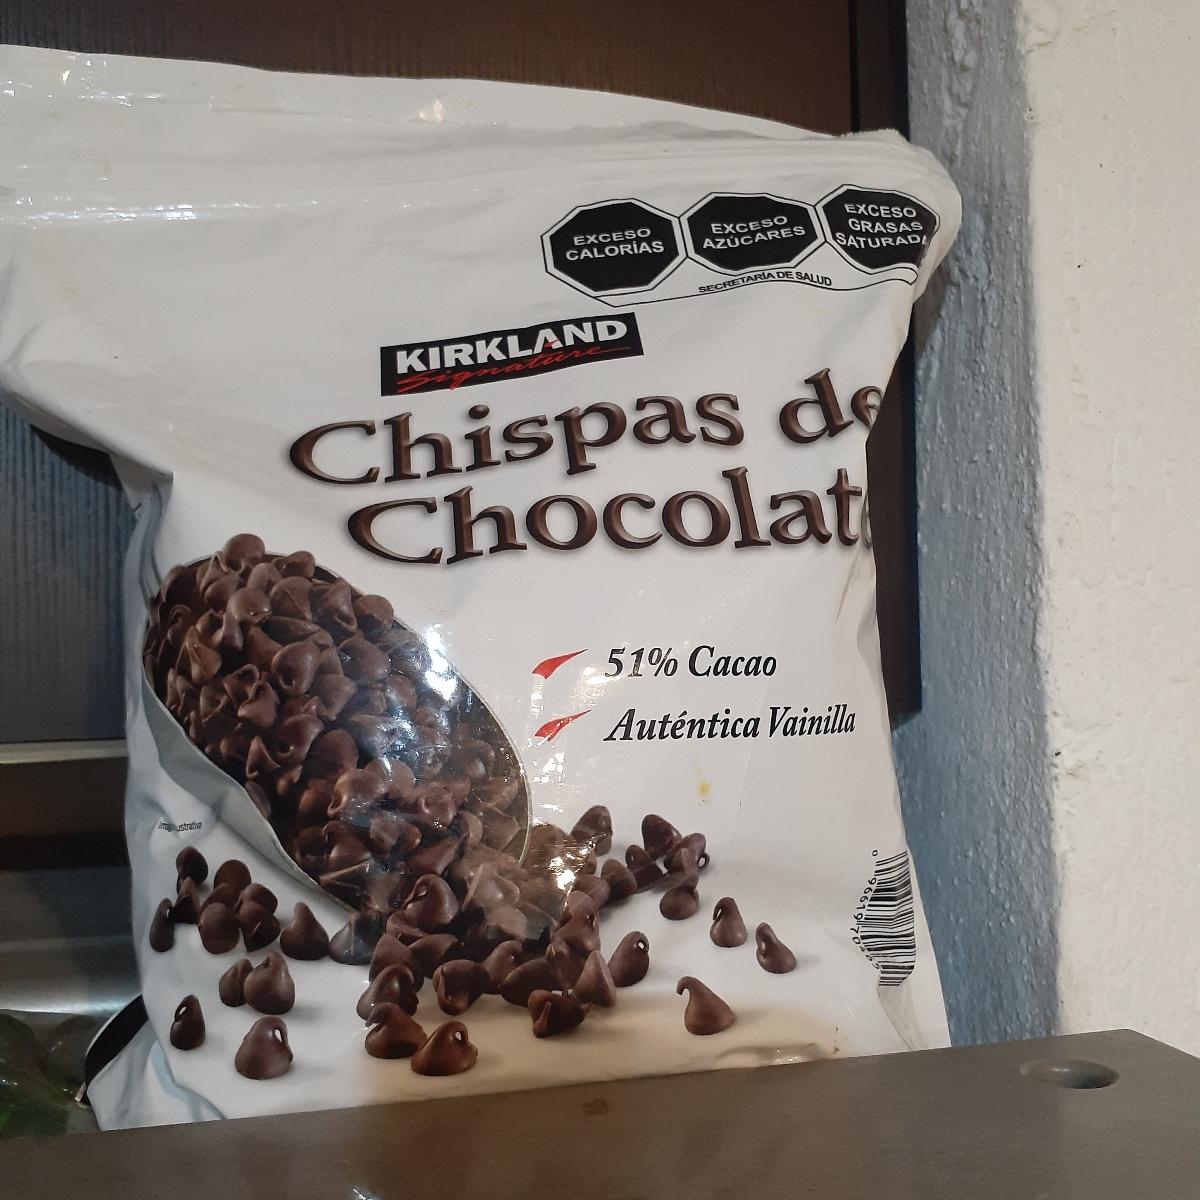 EXCESO
CALORÍAS
EXCESO
AZÚCARES
EXCESO
GRASAS
SATURADA
SECRETARÍA DE SALUD
KIRKLAND
Signature
Chispas de
Chocolat
51% Cacao
Auténtica Vainilla